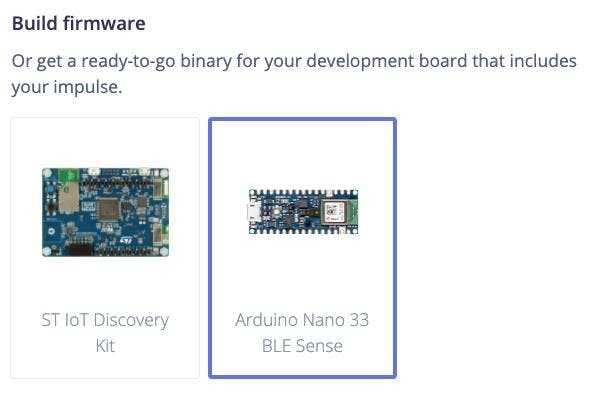 Build firmware
Or get a ready-to-go binary for your development board that includes
your impulse.
ST IoT Discovery
Kit
Arduino Nano 33
BLE Sense